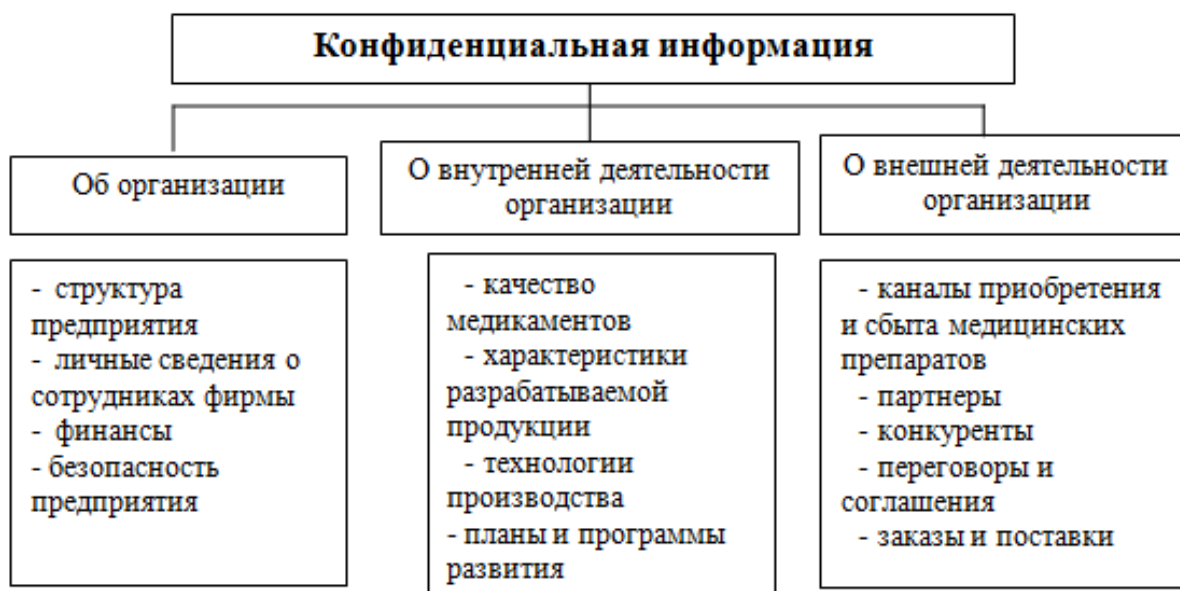 Конфиденциальная информация
Об организации
О внутренней деятельности
организации
О внешней деятельности
организации
- структура
предприятия
- личные сведения о
сотрудниках фирмы
- финансы
- безопасность
предприятия
- качество
медикаментов
- характеристики
разрабатываемой
продукции
- технологии
производства
- планы и программы
развития
- каналы приобретения
и сбыта медицинских
препаратов
- партнеры
- конкуренты
- переговоры и
соглашения
- заказы и поставки